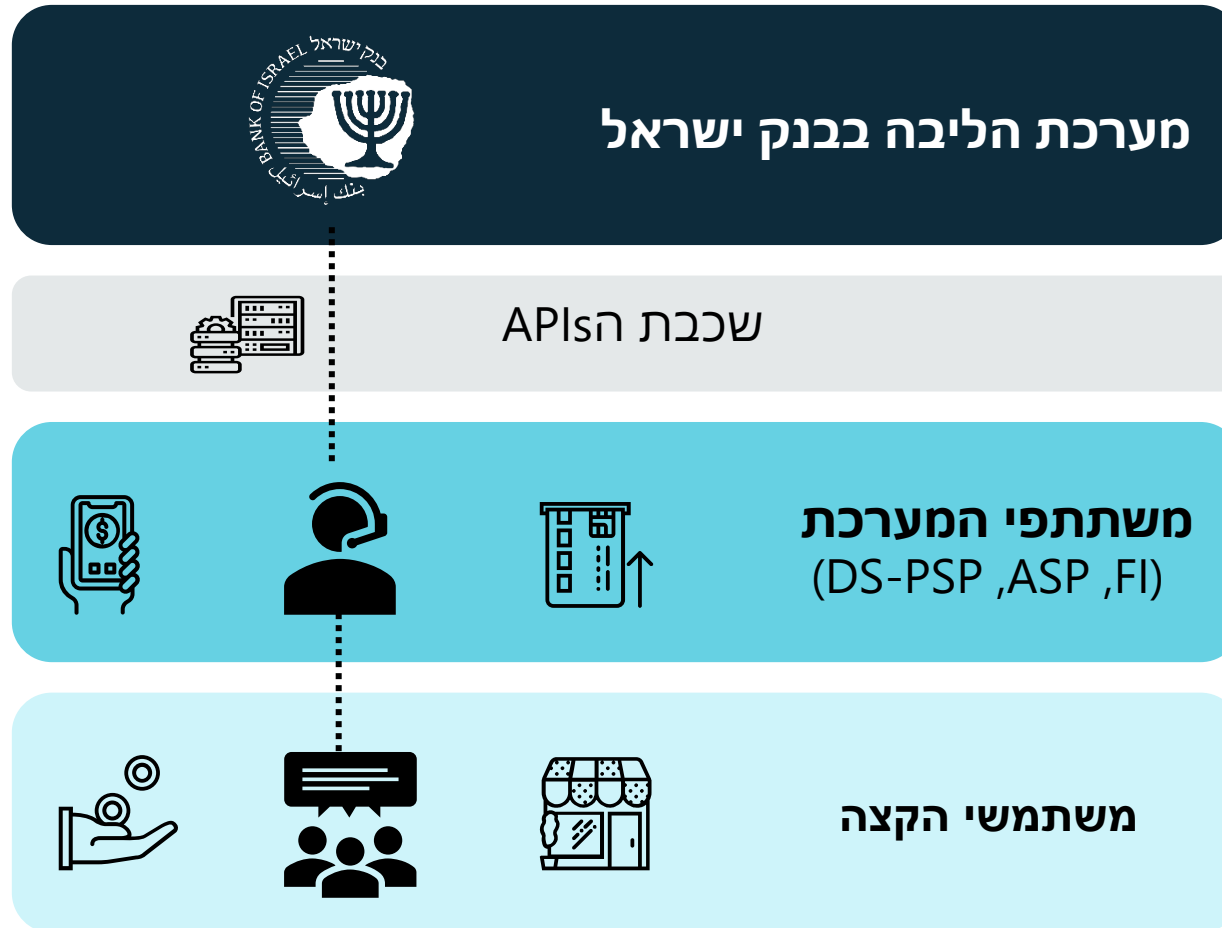 בנק ישראל
BANK OF ISRAEL
بنك إسرائيل
מערכת הליבה בבנק ישראל
שכבת הAPIs
משתתפי המערכת
(DS-PSP ,ASP ,FI)
משתמשי הקצה